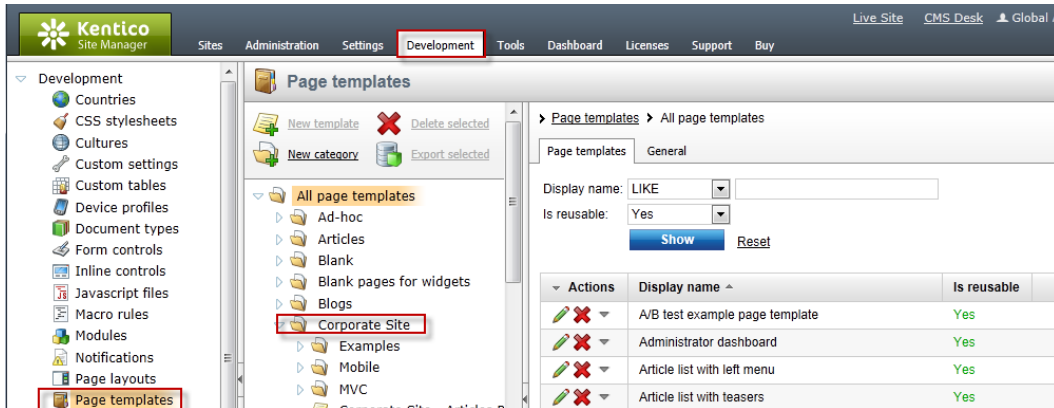 Kentico
Site Manager
Live Site CMS Desk Global
Sites Administration Settings Development Tools Dashboard Licenses Support Buy
Development
Countries
CSS stylesheets
Cultures
Custom settings
Custom tables
Device profiles
Document types
Form controls
Inline controls
Javascript files
Macro rules
Modules
Notifications
Page layouts
Page templates
Page templates
New template Delete selected
New category Export selected
All page templates
Ad-hoc
Articles
Blank
Blank pages for widgets
Blogs
Corporate Site
Examples
Mobile
MVC
Page templates All page templates
Page templates General
Display name: LIKE
Is reusable: Yes
Show Reset
Actions Display name Is reusable
A/B test example page template Yes
Administrator dashboard Yes
Article list with left menu Yes
Article list with teasers Yes